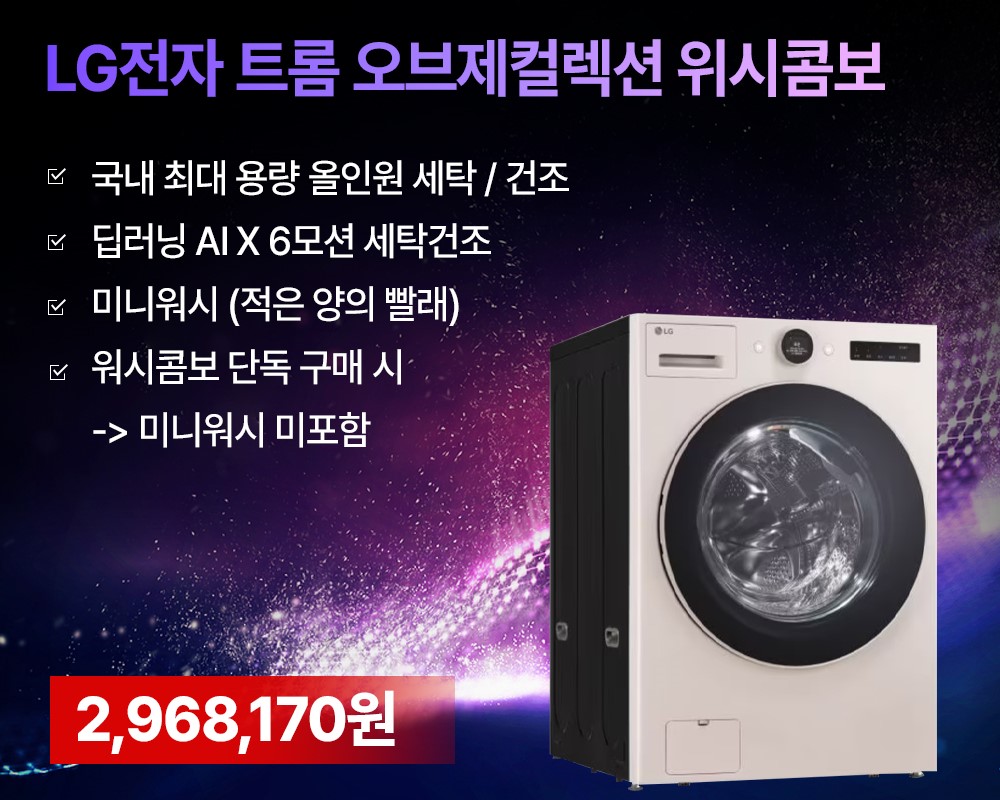 LG전자 트롬 오브제컬렉션 위시콤보
국내 최대 용량 올인원 세탁 / 건조
딥러닝 AI X 6모션 세탁건조
미니워시 (적은 양의 빨래)
워시콤보 단독 구매 시
-> 미니워시 미포함
LG
2,968,170원